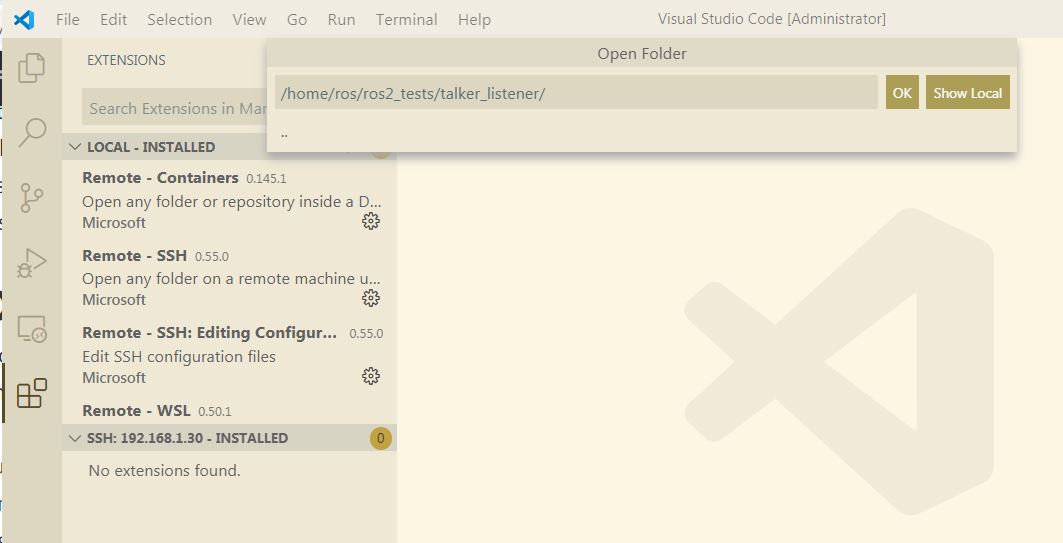 File Edit Selection View Go Run Terminal Help Visual Studio Code [Administrator]
EXTENSIONS
Open Folder
/home/ros/ros2_tests/talker_listener/ OK Show Local
..
Search Extensions in Mar
LOCAL - INSTALLED
Remote - Containers 0.145.1
Open any folder or repository inside a D...
Microsoft
Remote - SSH 0.55.0
Open any folder on a remote machine u...
Microsoft
Remote - SSH: Editing Configur... 0.55.0
Edit SSH configuration files
Microsoft
Remote - WSL 0.50.1
SSH: 192.168.1.30 - INSTALLED 0
No extensions found.